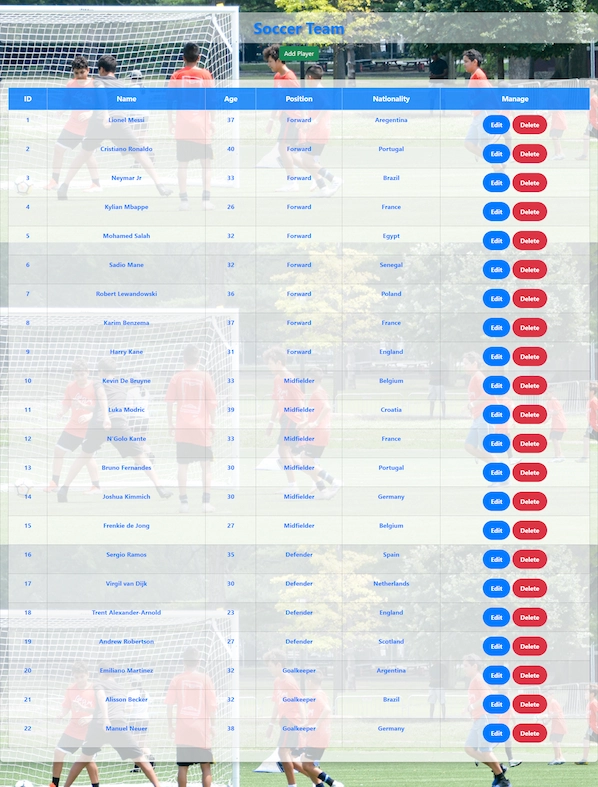 Soccer Team
Add Player
ID Name Age Position Nationality Manage
1 Lionel Messi 37 Forward Aregentina Edit Delete
2 Cristiano Ronaldo 40 Forward Portugal Edit Delete
3 Neymar Jr 33 Forward Brazil Edit Delete
4 Kylian Mbappe 26 Forward France Edit Delete
5 Mohamed Salah 32 Forward Egypt Edit Delete
6 Sadio Mane 32 Forward Senegal Edit Delete
7 Robert Lewandowski 36 Forward Poland Edit Delete
8 Karim Benzema 37 Forward France Edit Delete
9 Harry Kane 31 Forward England Edit Delete
10 Kevin De Bruyne 33 Midfielder Belgium Edit Delete
11 Luka Modric 39 Midfielder Croatia Edit Delete
12 N'Golo Kante 33 Midfielder France Edit Delete
13 Bruno Fernandes 30 Midfielder Portugal Edit Delete
14 Joshua Kimmich 30 Midfielder Germany Edit Delete
15 Frenkie de Jong 27 Midfielder Belgium Edit Delete
16 Sergio Ramos 35 Defender Spain Edit Delete
17 Virgil van Dijk 30 Defender Netherlands Edit Delete
18 Trent Alexander-Arnold 23 Defender England Edit Delete
19 Andrew Robertson 27 Defender Scotland Edit Delete
20 Emiliano Martinez 32 Goalkeeper Argentina Edit Delete
21 Alisson Becker 32 Goalkeeper Brazil Edit Delete
22 Manuel Neuer 38 Goalkeeper Germany Edit Delete